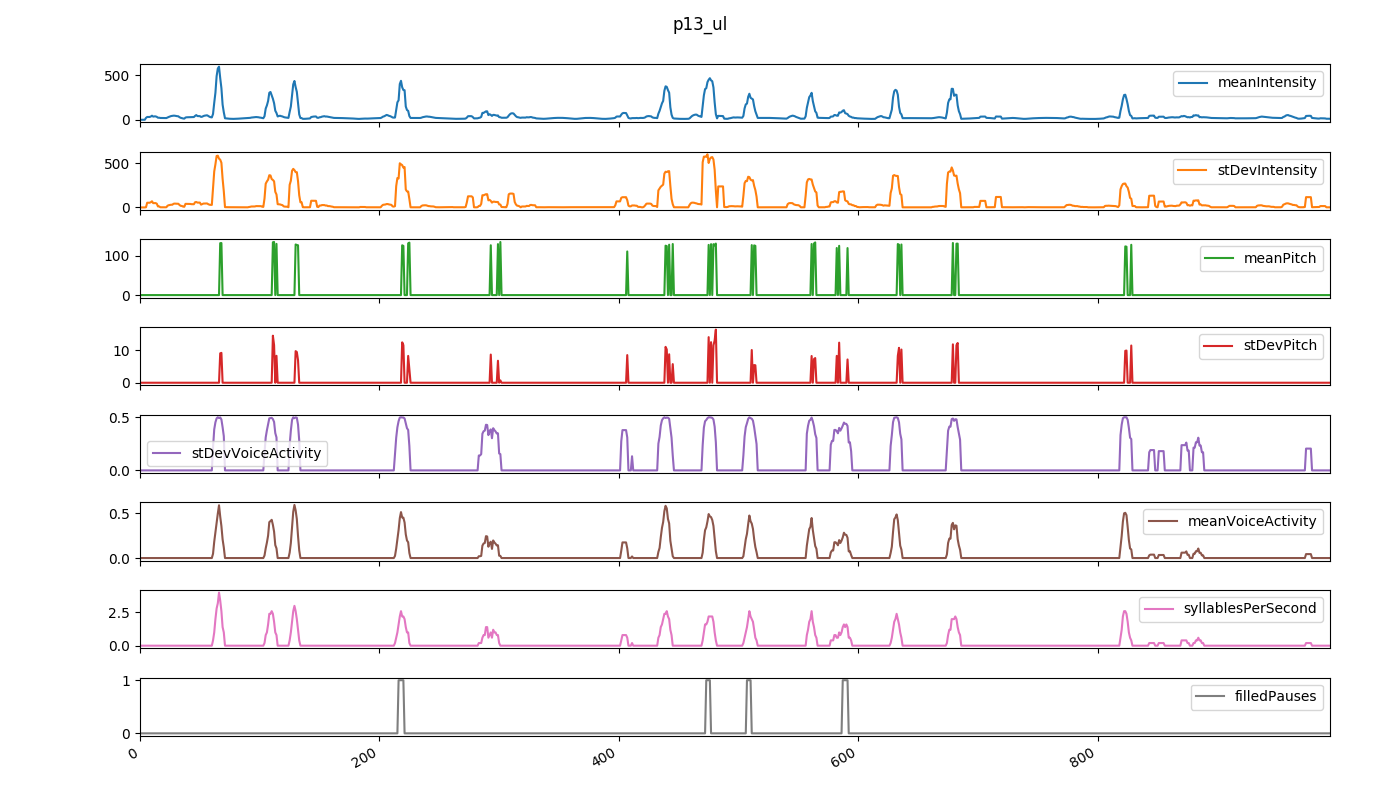 p13_ul
500
0
meanIntensity
500
0
stDevIntensity
100
0
meanPitch
10
0
stDevPitch
0.5
0.0
stDevVoiceActivity
0.5
0.0
meanVoiceActivity
2.5
0.0
syllablesPerSecond
1
0
filledPauses
0
200
400
600
800